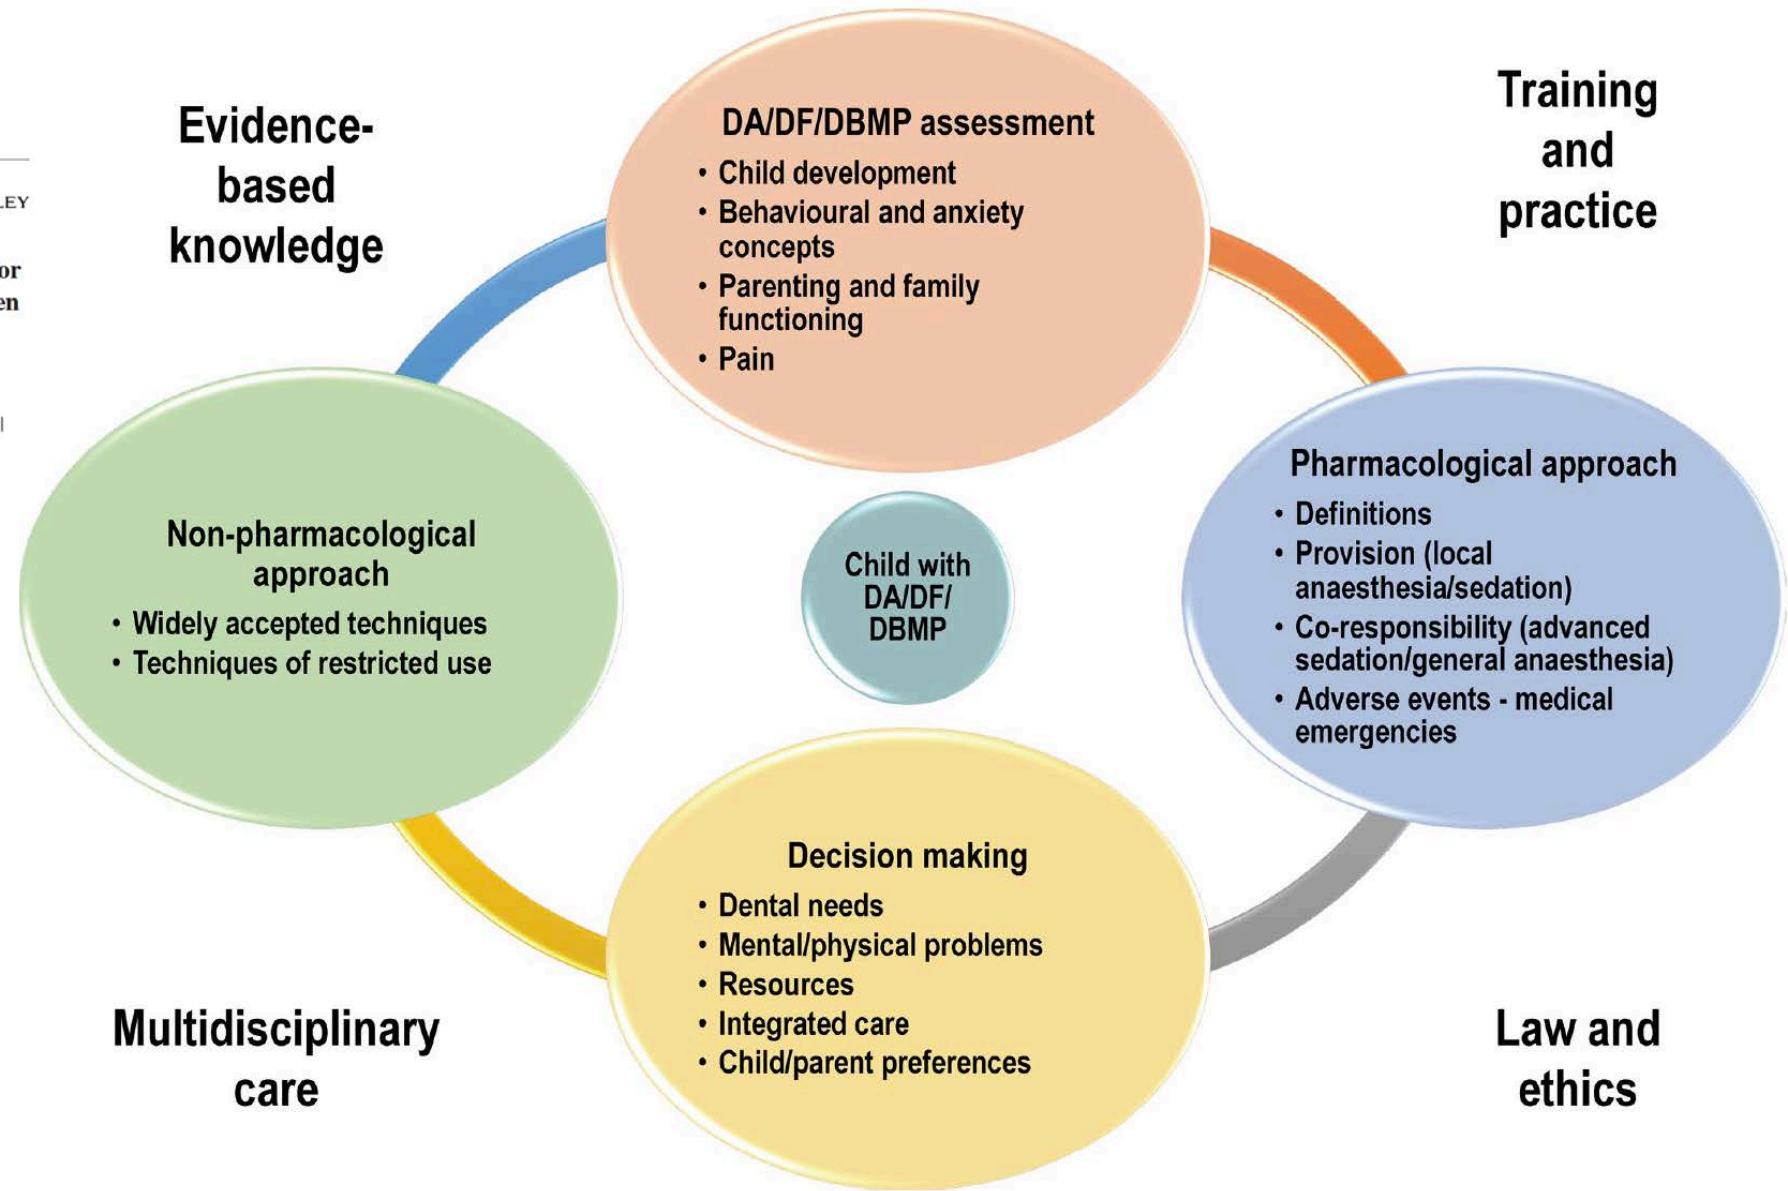 Evidence-
based
knowledge
Training
and
practice
LEY
or
en
DA/DF/DBMP assessment
• Child development
• Behavioural and anxiety
concepts
• Parenting and family
functioning
• Pain
Non-pharmacological
approach
• Widely accepted techniques
• Techniques of restricted use
Child with
DA/DF/
DBMP
Pharmacological approach
• Definitions
• Provision (local
anaesthesia/sedation)
• Co-responsibility (advanced
sedation/general anaesthesia)
• Adverse events - medical
emergencies
Decision making
• Dental needs
• Mental/physical problems
• Resources
• Integrated care
• Child/parent preferences
Multidisciplinary
care
Law and
ethics